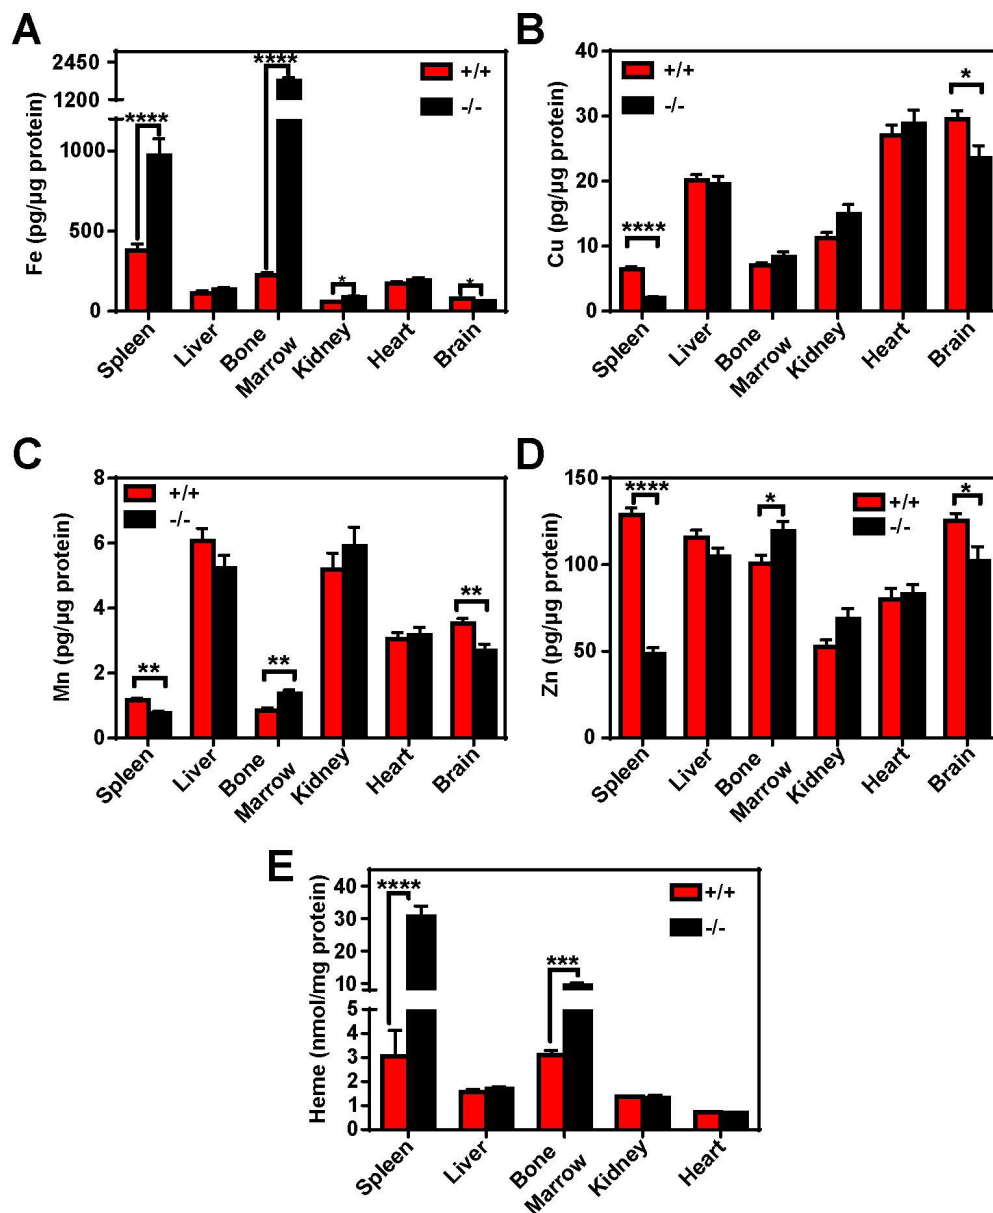 A
Fe (pg/µg protein)
2450
1200
1000
500
0
****
****
*
*
+/+
-/-
Spleen
Liver
Bone
Marrow
Kidney
Heart
Brain
B
Cu (pg/µg protein)
40
30
20
10
0
****
*
+/+
-/-
Spleen
Liver
Bone
Marrow
Kidney
Heart
Brain
C
Mn (pg/µg protein)
8
6
4
2
0
**
**
**
+/+
-/-
Spleen
Liver
Bone
Marrow
Kidney
Heart
Brain
D
Zn (pg/µg protein)
150
100
50
0
****
*
*
+/+
-/-
Spleen
Liver
Bone
Marrow
Kidney
Heart
Brain
E
Heme (nmol/mg protein)
40
30
20
10
5
4
3
2
1
0
****
***
+/+
-/-
Spleen
Liver
Bone
Marrow
Kidney
Heart